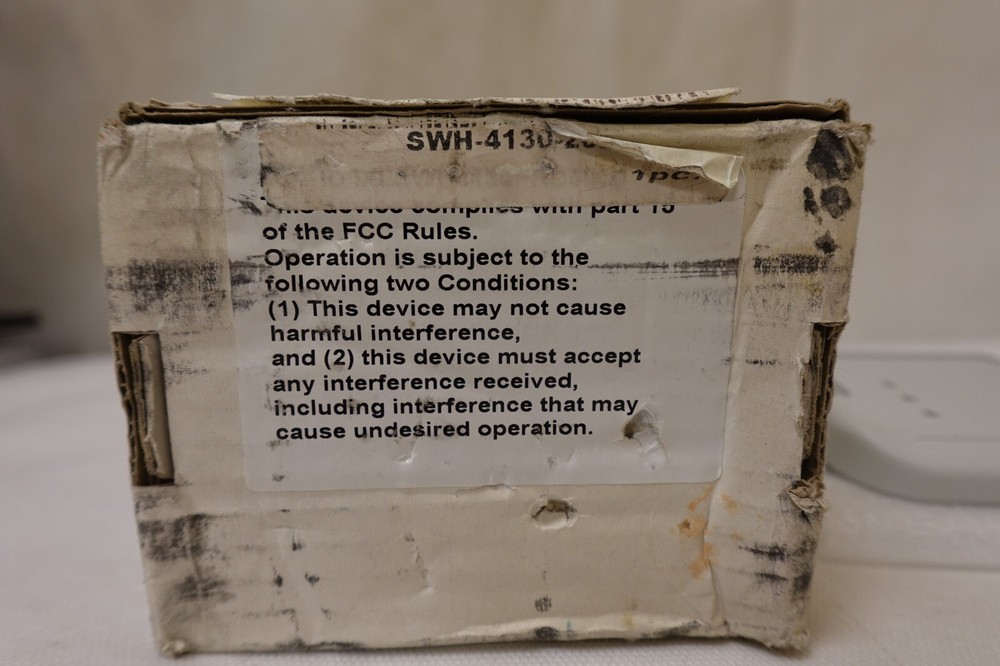 SWH-4130-20
1pc.
This device complies with part 15
of the FCC Rules.
Operation is subject to the
following two Conditions:
(1) This device may not cause
harmful interference,
and (2) this device must accept
any interference received,
including interference that may
cause undesired operation.